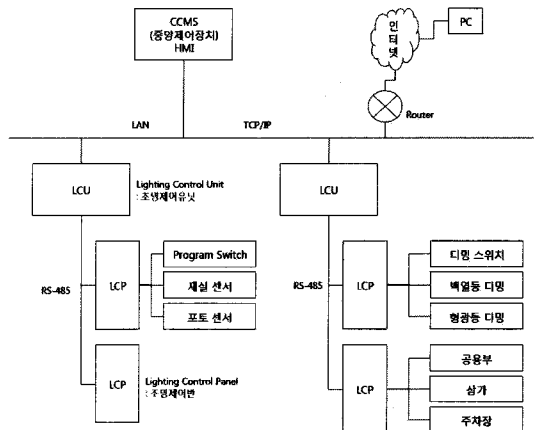 CCMS
(중앙제어장치)
HMI
인터넷
PC
Router
LAN
TCP/IP
LCU
Lighting Control Unit
: 조명제어유닛
LCU
RS-485
LCP
Program Switch
재실 센서
포토 센서
LCP
Lighting Control Panel
: 조명제어반
RS-485
LCP
디밍 스위치
백열등 디밍
형광등 디밍
LCP
공용부
상가
주차장